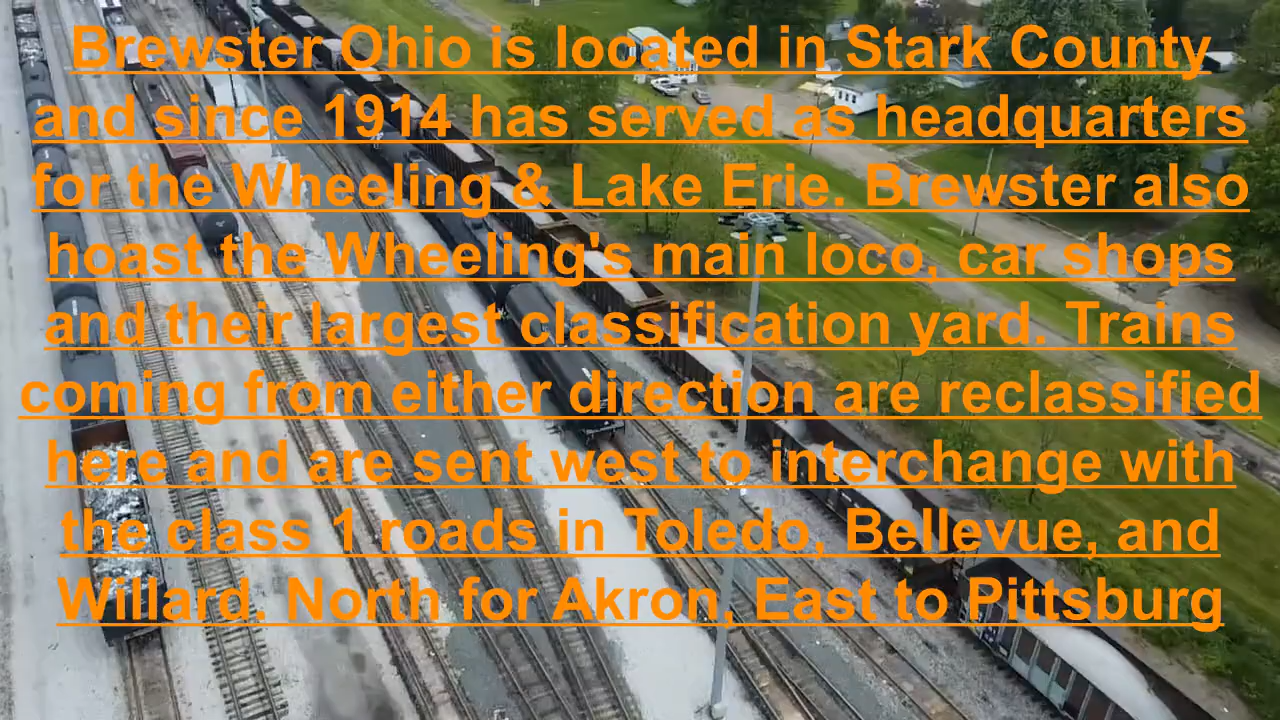 Brewster Ohio is located in Stark County
and since 1914 has served as headquarters
for the Wheeling & Lake Erie. Brewster also
hoast the Wheeling's main loco, car shops
and their largest classification yard. Trains
coming from either direction are reclassified
here and are sent west to interchange with
the class 1 roads in Toledo, Bellevue, and
Willard. North for Akron, East to Pittsburg